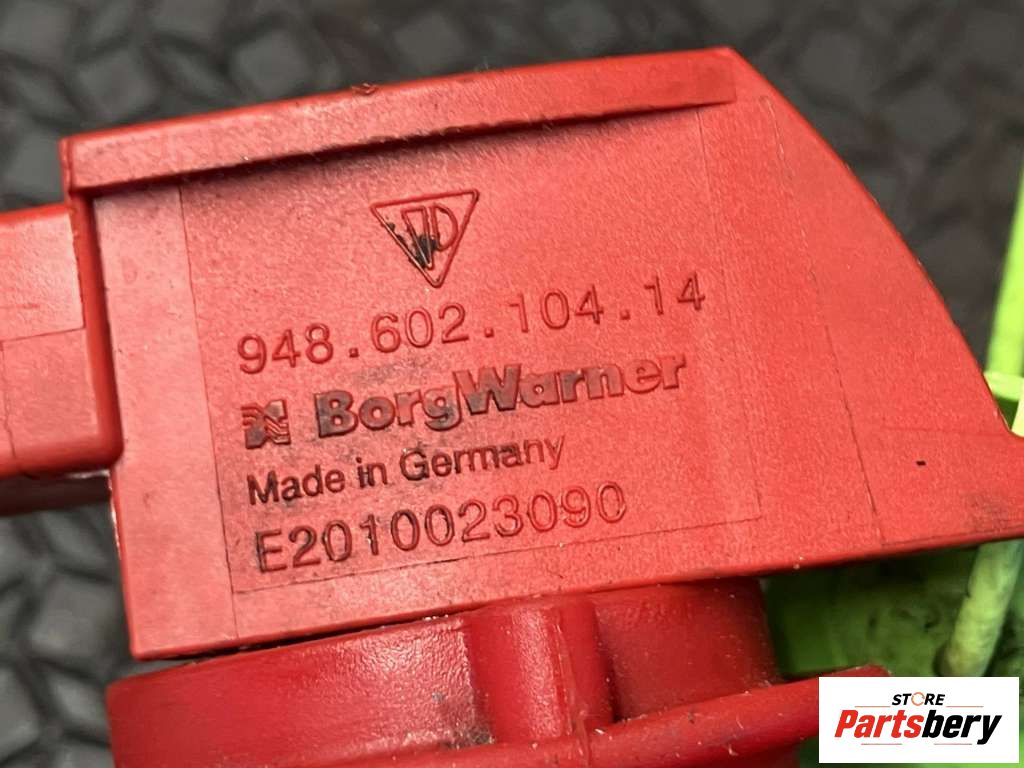 948.602.104.14
BorgWarner
Made in Germany
E2010023090
STORE
Partsbery